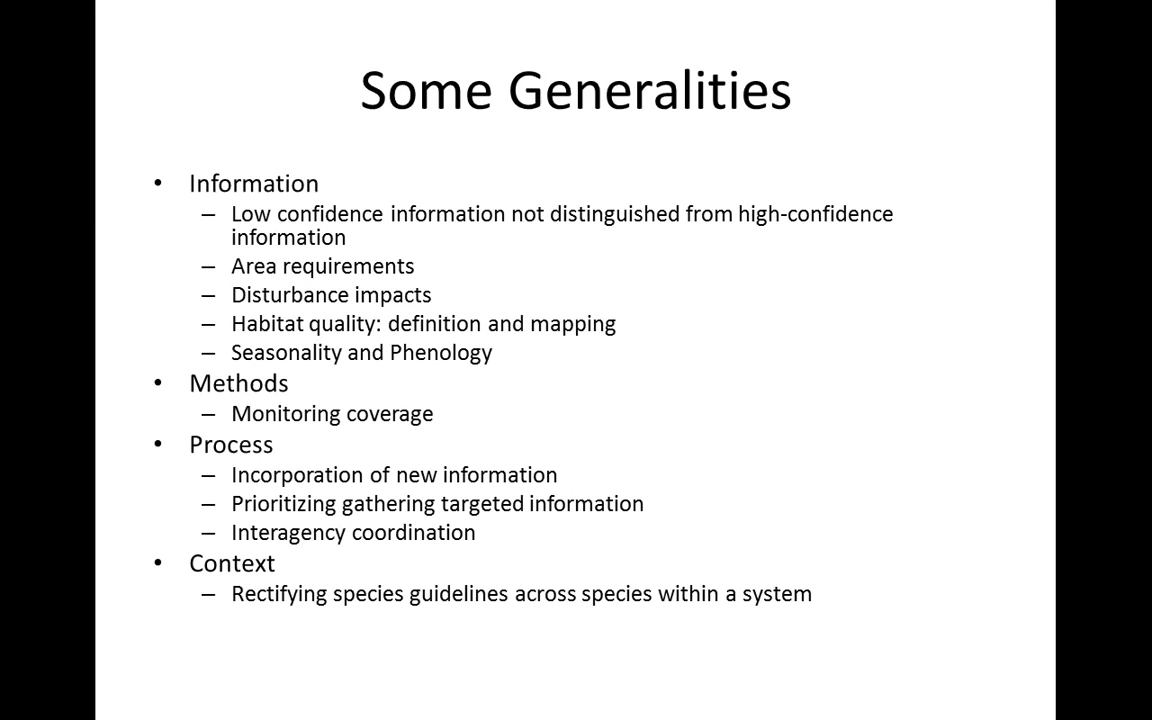 Some Generalities
• Information
– Low confidence information not distinguished from high-confidence
information
– Area requirements
– Disturbance impacts
– Habitat quality: definition and mapping
– Seasonality and Phenology
• Methods
– Monitoring coverage
• Process
– Incorporation of new information
– Prioritizing gathering targeted information
– Interagency coordination
• Context
– Rectifying species guidelines across species within a system